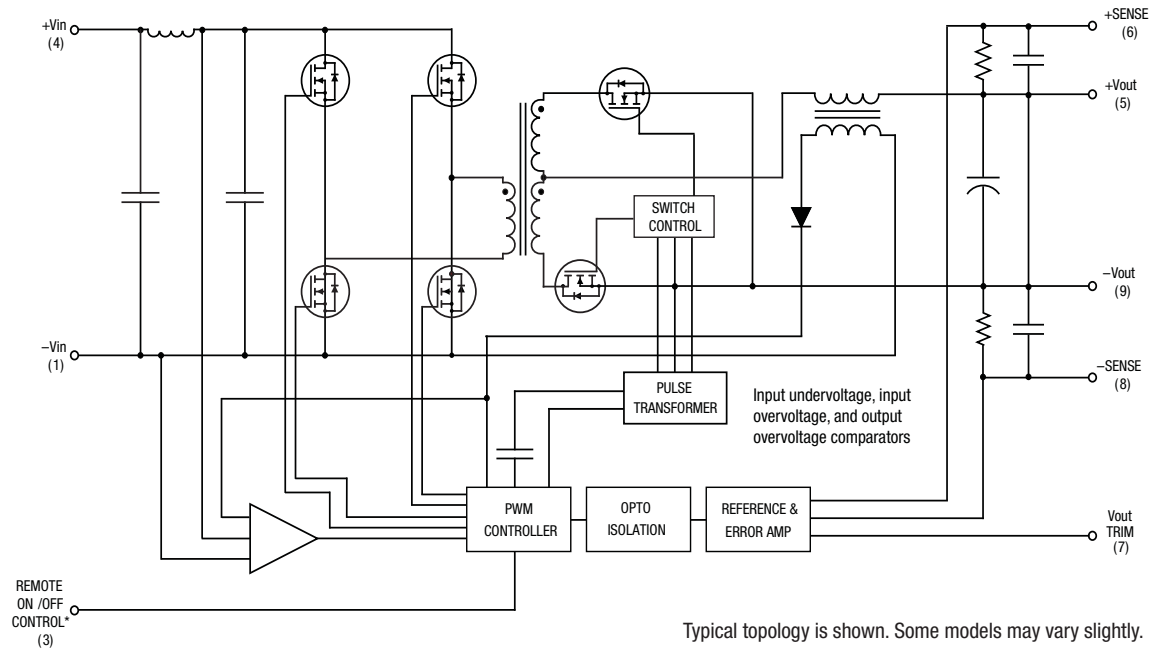 +Vin
(4)
+SENSE
(6)
+Vout
(5)
SWITCH
CONTROL
−Vout
(9)
−Vin
(1)
−SENSE
(8)
PULSE
TRANSFORMER
Input undervoltage, input
overvoltage, and output
overvoltage comparators
PWM
CONTROLLER
OPTO
ISOLATION
REFERENCE &
ERROR AMP
Vout
TRIM
(7)
REMOTE
ON /OFF
CONTROL*
(3)
Typical topology is shown. Some models may vary slightly.